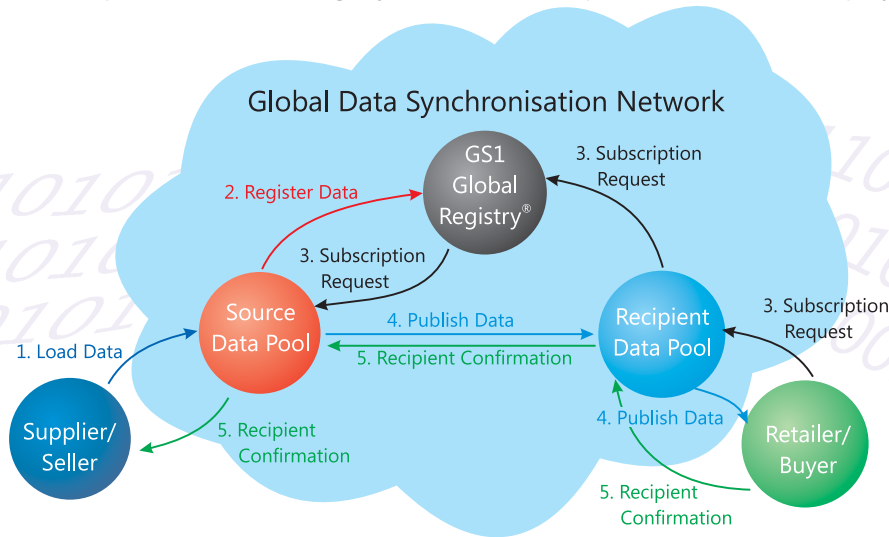 Global Data Synchronisation Network
GS1
Global
Registry®
3. Subscription
Request
2. Register Data
3. Subscription
Request
Source
Data Pool
4. Publish Data
5. Recipient Confirmation
Recipient
Data Pool
3. Subscription
Request
1. Load Data
Supplier/
Seller
5. Recipient
Confirmation
4. Publish Data
Retailer/
Buyer
5. Recipient
Confirmation